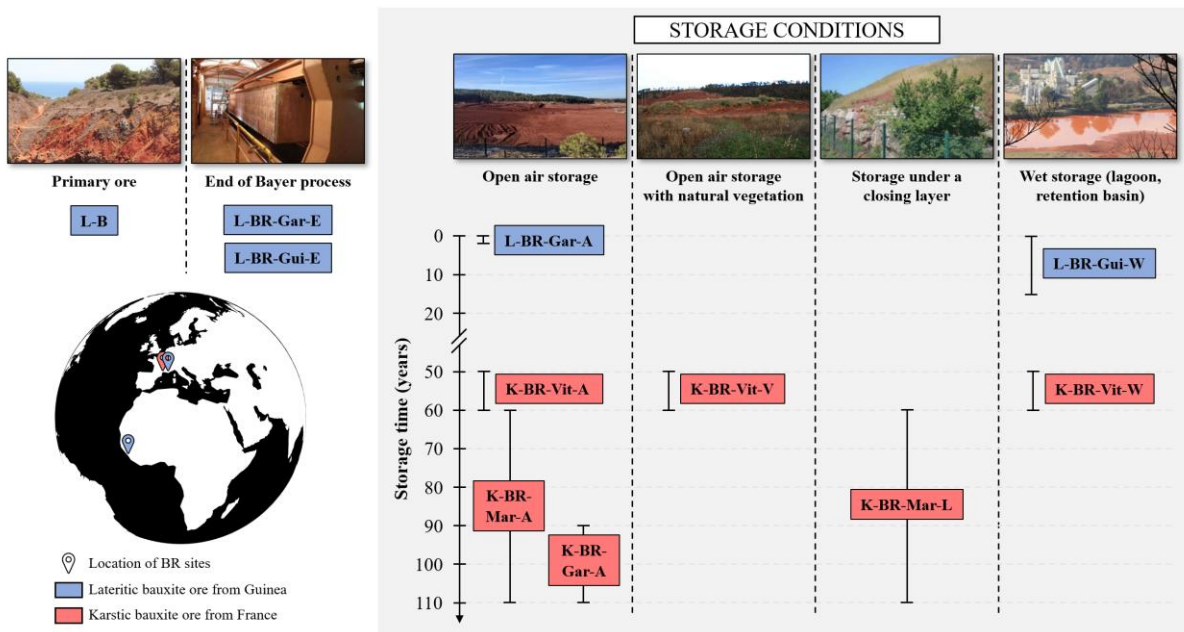 STORAGE CONDITIONS
Primary ore
End of Bayer process
Open air storage
Open air storage
with natural vegetation
Storage under a
closing layer
Wet storage (lagoon,
retention basin)
L-B
L-BR-Gar-E
L-BR-Gui-E
Storage time (years)
0
10
20
50
60
70
80
90
100
110
L-BR-Gar-A
L-BR-Gui-W
K-BR-Vit-A
K-BR-Vit-V
K-BR-Vit-W
K-BR-
Mar-A
K-BR-
Gar-A
K-BR-Mar-L
Location of BR sites
Lateritic bauxite ore from Guinea
Karstic bauxite ore from France